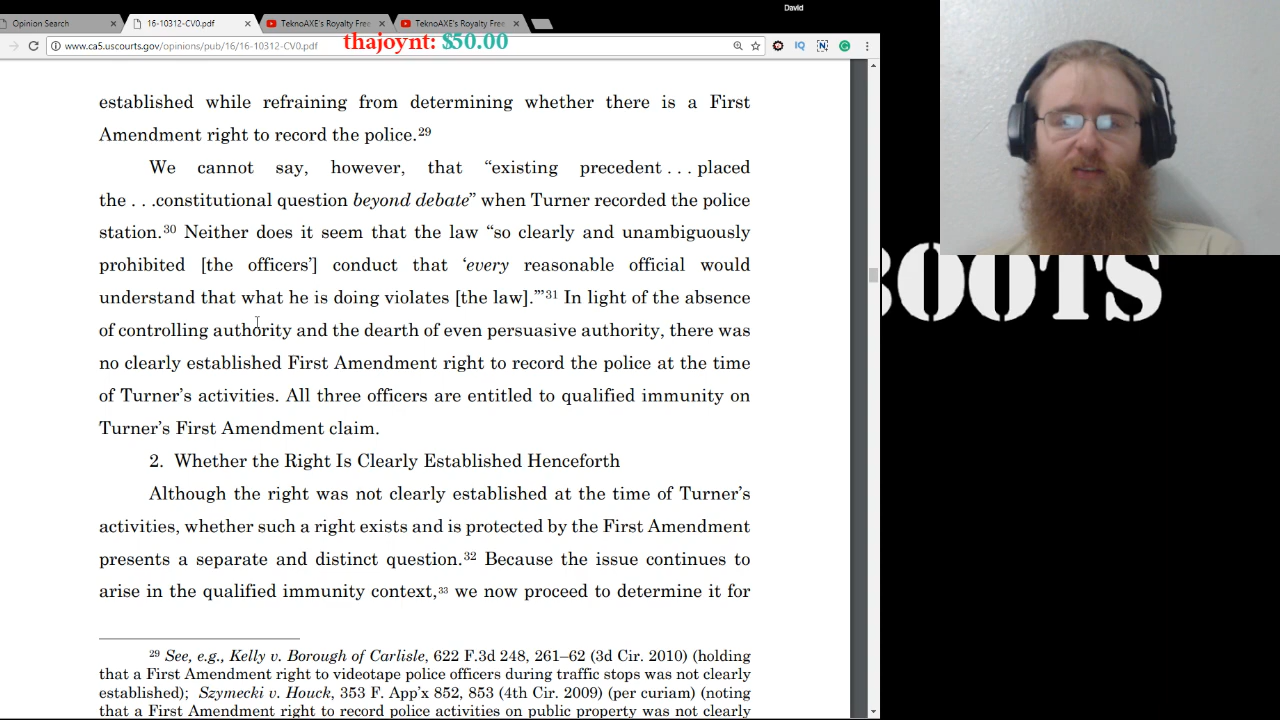 David
Opinion Search
16-10312-CV0.pdf
TeknoAXE's Royalty Free
TeknoAXE's Royalty Free
www.ca5.uscourts.gov/opinions/pub/16/16-10312-CV0.pdf
thajoynt: $50.00
IQ
N
established while refraining from determining whether there is a First
Amendment right to record the police.29
We cannot say, however, that “existing precedent . . . placed
the . . .constitutional question beyond debate” when Turner recorded the police
station.30 Neither does it seem that the law “so clearly and unambiguously
prohibited [the officers’] conduct that ‘every reasonable official would
understand that what he is doing violates [the law].’”31 In light of the absence
of controlling authority and the dearth of even persuasive authority, there was
no clearly established First Amendment right to record the police at the time
of Turner’s activities. All three officers are entitled to qualified immunity on
Turner’s First Amendment claim.
2. Whether the Right Is Clearly Established Henceforth
Although the right was not clearly established at the time of Turner’s
activities, whether such a right exists and is protected by the First Amendment
presents a separate and distinct question.32 Because the issue continues to
arise in the qualified immunity context,33 we now proceed to determine it for
29 See, e.g., Kelly v. Borough of Carlisle, 622 F.3d 248, 261–62 (3d Cir. 2010) (holding
that a First Amendment right to videotape police officers during traffic stops was not clearly
established); Szymecki v. Houck, 353 F. App’x 852, 853 (4th Cir. 2009) (per curiam) (noting
that a First Amendment right to record police activities on public property was not clearly
BOOTS